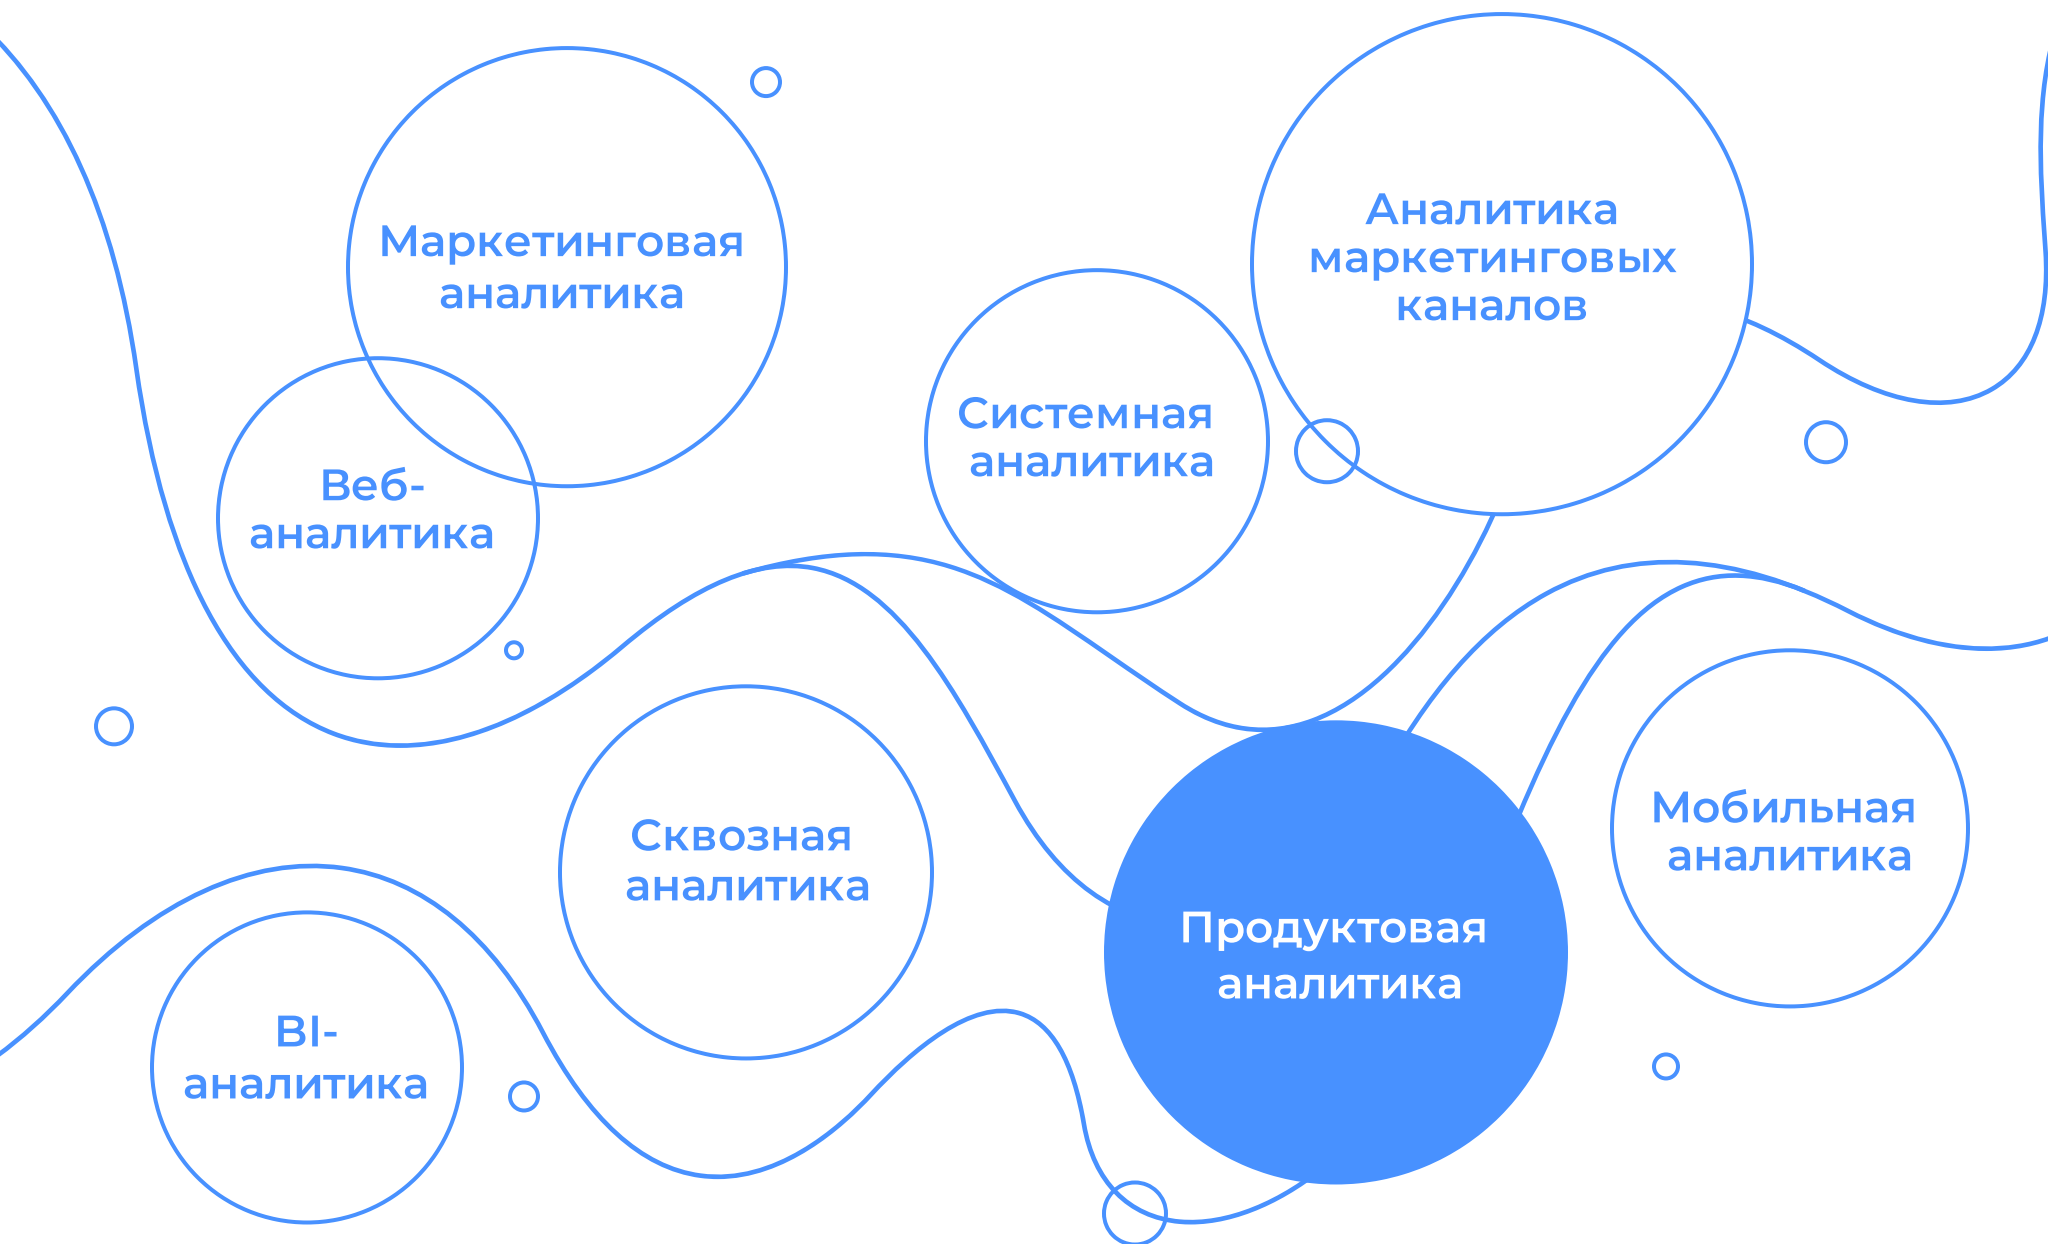 Маркетинговая
аналитика
Аналитика
маркетинговых
каналов
Системная
аналитика
Веб-
аналитика
Сквозная
аналитика
Мобильная
аналитика
Продуктовая
аналитика
BI-
аналитика